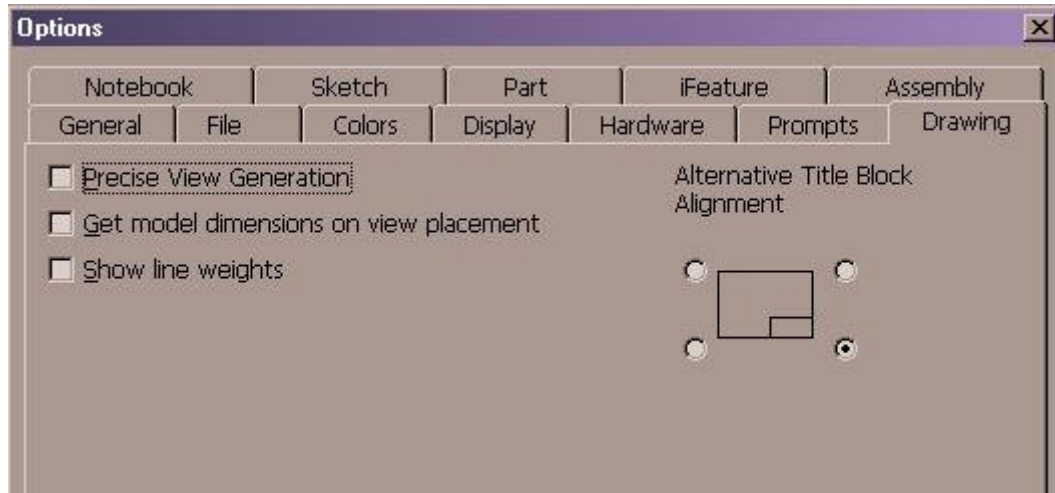 Options
Notebook Sketch Part iFeature Assembly
General File Colors Display Hardware Prompts Drawing
Precise View Generation
Alternative Title Block
Alignment
Get model dimensions on view placement
Show line weights